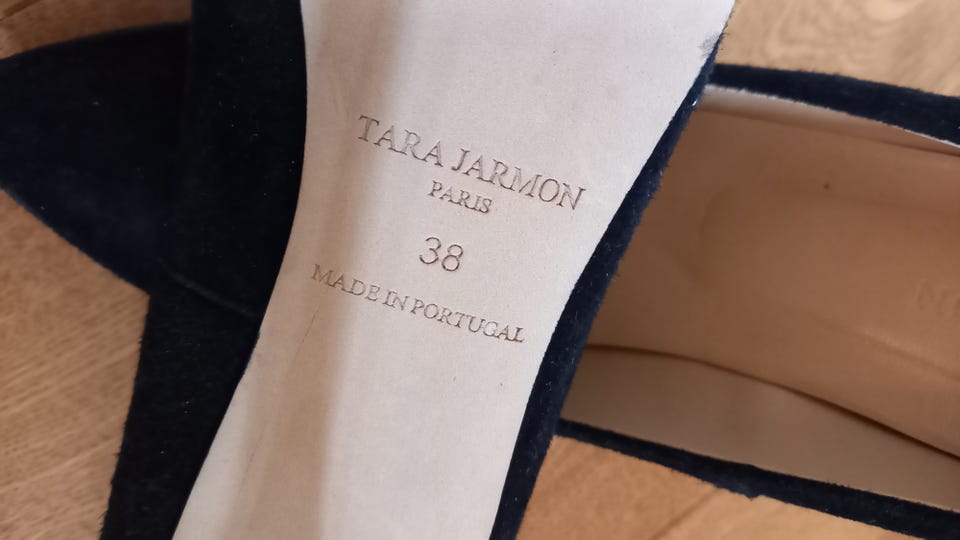 TARA JARMON
PARIS
38
MADE IN PORTUGAL